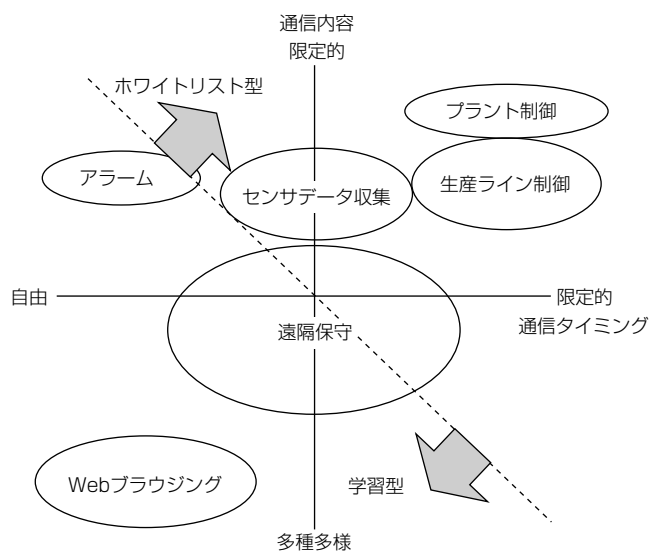 通信内容
限定的
ホワイトリスト型
プラント制御
アラーム
センサデータ収集
生産ライン制御
自由
限定的
通信タイミング
遠隔保守
Webブラウジング
学習型
多種多様